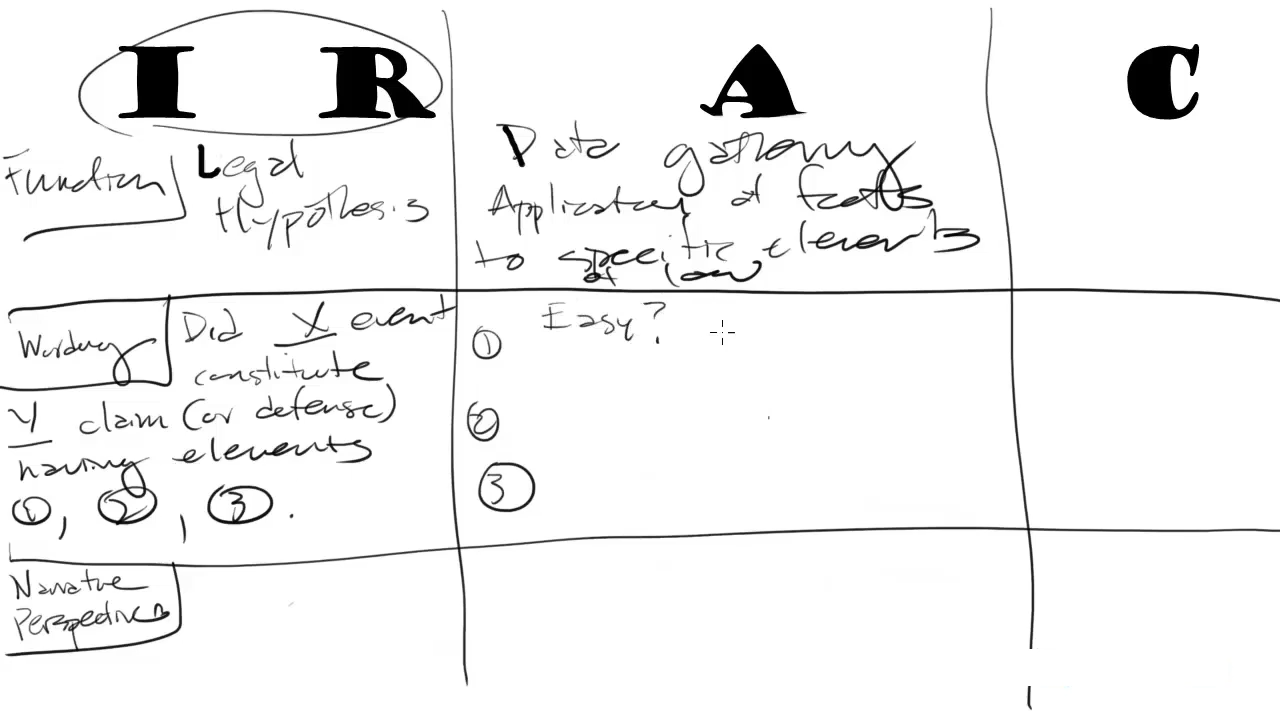 I R A C
Function
Legal
Hypothesis
Data gathering
Application of facts
to specific elements
of law
Wording
Did X event
constitute
Y claim (or defense)
having elements
①, ②, ③.
① Easy?
②
③
Narrative
Perspective